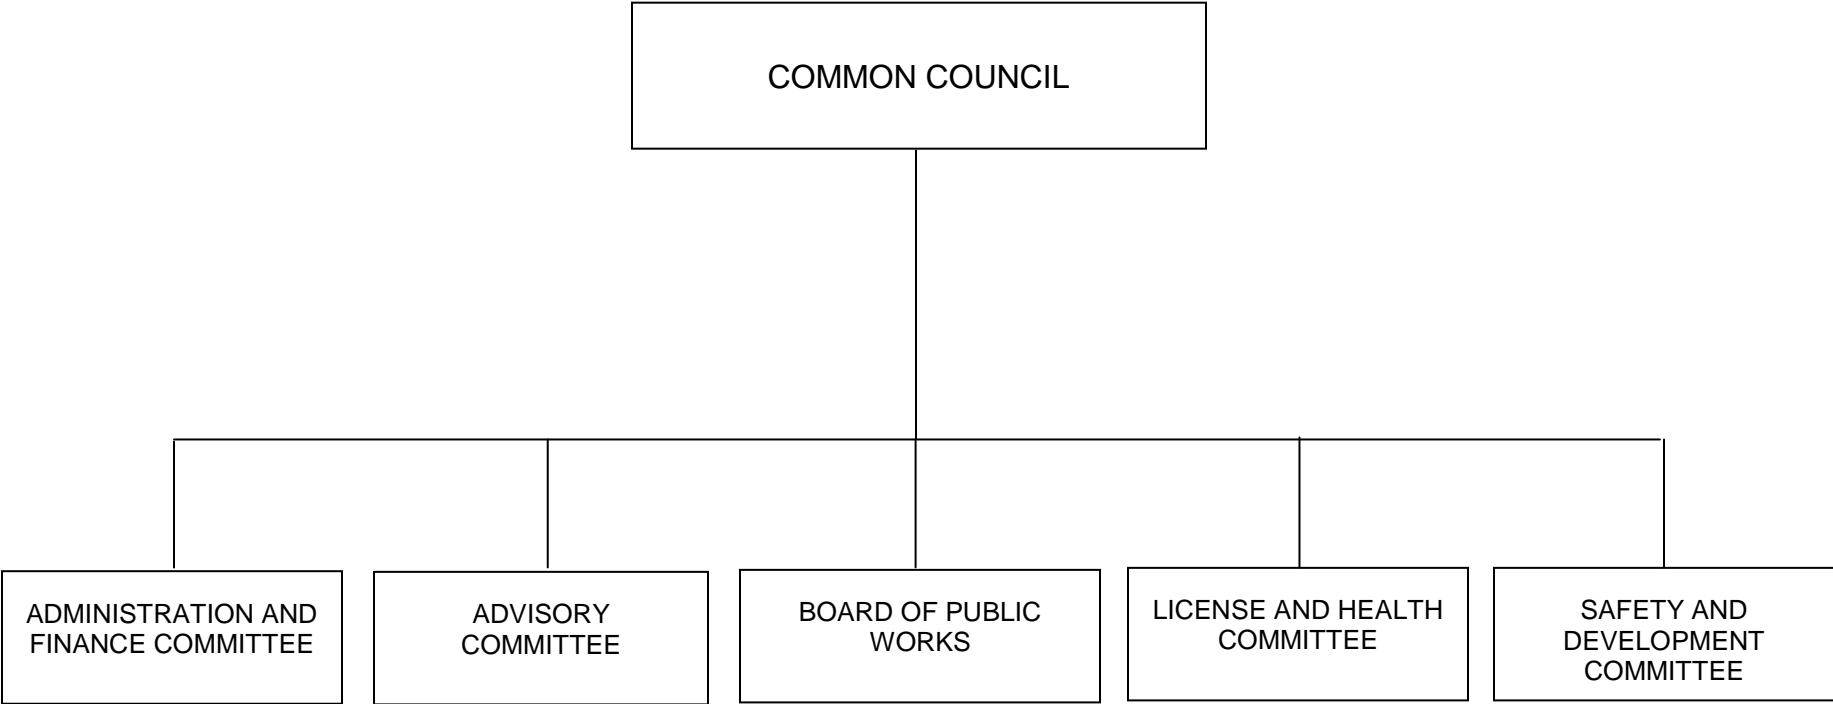 COMMON COUNCIL
ADMINISTRATION AND
FINANCE COMMITTEE
ADVISORY
COMMITTEE
BOARD OF PUBLIC
WORKS
LICENSE AND HEALTH
COMMITTEE
SAFETY AND
DEVELOPMENT
COMMITTEE